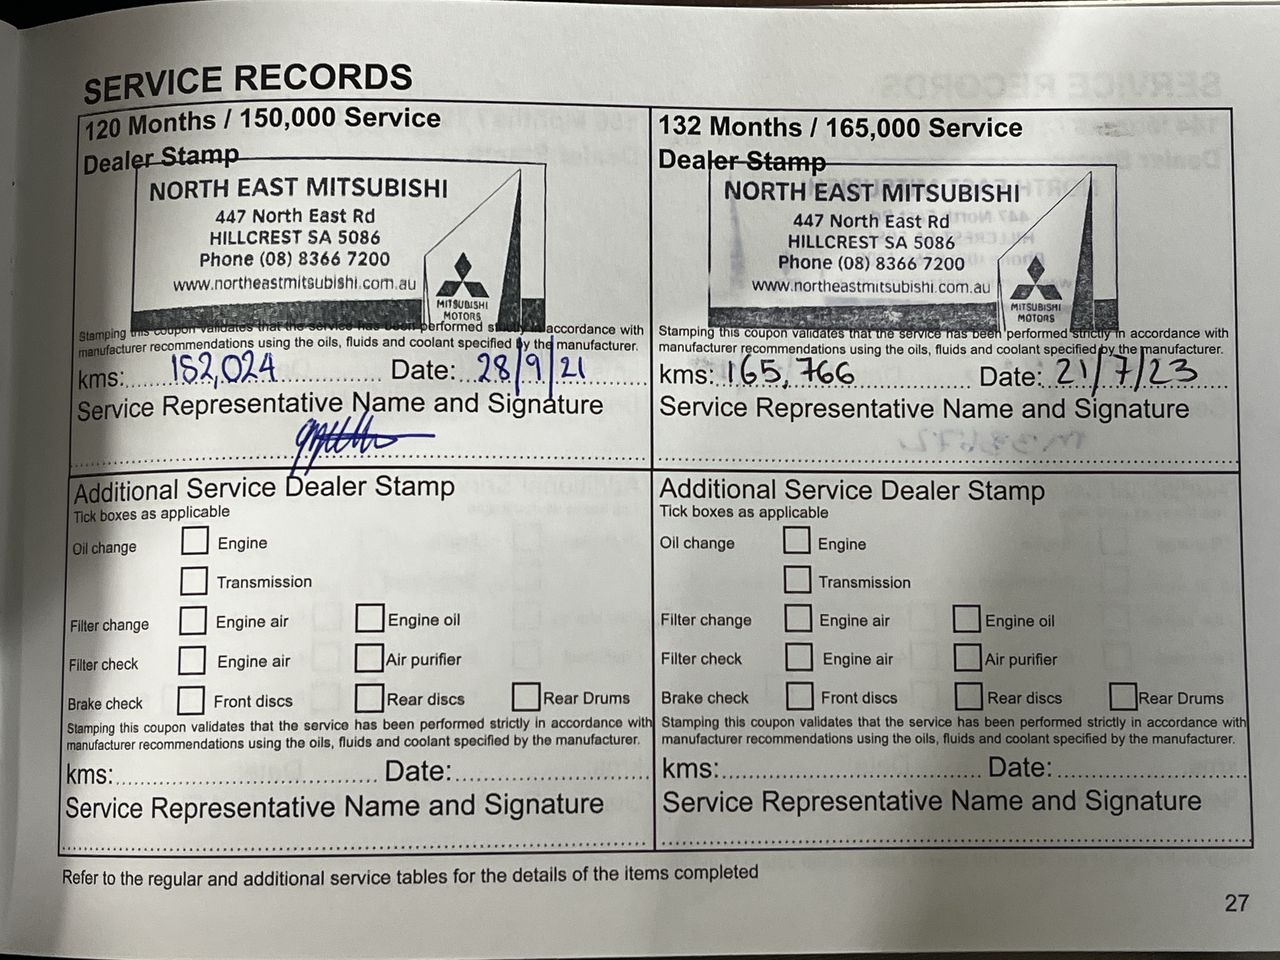 SERVICE RECORDS
120 Months / 150,000 Service
Dealer Stamp
NORTH EAST MITSUBISHI
447 North East Rd
HILLCREST SA 5086
Phone (08) 8366 7200
www.northeastmitsubishi.com.au
MITSUBISHI
MOTORS
Stamping this coupon validates that the service has been performed strictly in accordance with
manufacturer recommendations using the oils, fluids and coolant specified by the manufacturer.
kms: 152,024 Date: 28/9/21
Service Representative Name and Signature
Additional Service Dealer Stamp
Tick boxes as applicable
Oil change Engine
Transmission
Filter change Engine air Engine oil
Filter check Engine air Air purifier
Brake check Front discs Rear discs Rear Drums
Stamping this coupon validates that the service has been performed strictly in accordance with
manufacturer recommendations using the oils, fluids and coolant specified by the manufacturer.
kms: Date:
Service Representative Name and Signature
132 Months / 165,000 Service
Dealer Stamp
NORTH EAST MITSUBISHI
447 North East Rd
HILLCREST SA 5086
Phone (08) 8366 7200
www.northeastmitsubishi.com.au
MITSUBISHI
MOTORS
Stamping this coupon validates that the service has been performed strictly in accordance with
manufacturer recommendations using the oils, fluids and coolant specified by the manufacturer.
kms: 165,766 Date: 21/7/23
Service Representative Name and Signature
Additional Service Dealer Stamp
Tick boxes as applicable
Oil change Engine
Transmission
Filter change Engine air Engine oil
Filter check Engine air Air purifier
Brake check Front discs Rear discs Rear Drums
Stamping this coupon validates that the service has been performed strictly in accordance with
manufacturer recommendations using the oils, fluids and coolant specified by the manufacturer.
kms: Date:
Service Representative Name and Signature
Refer to the regular and additional service tables for the details of the items completed
27